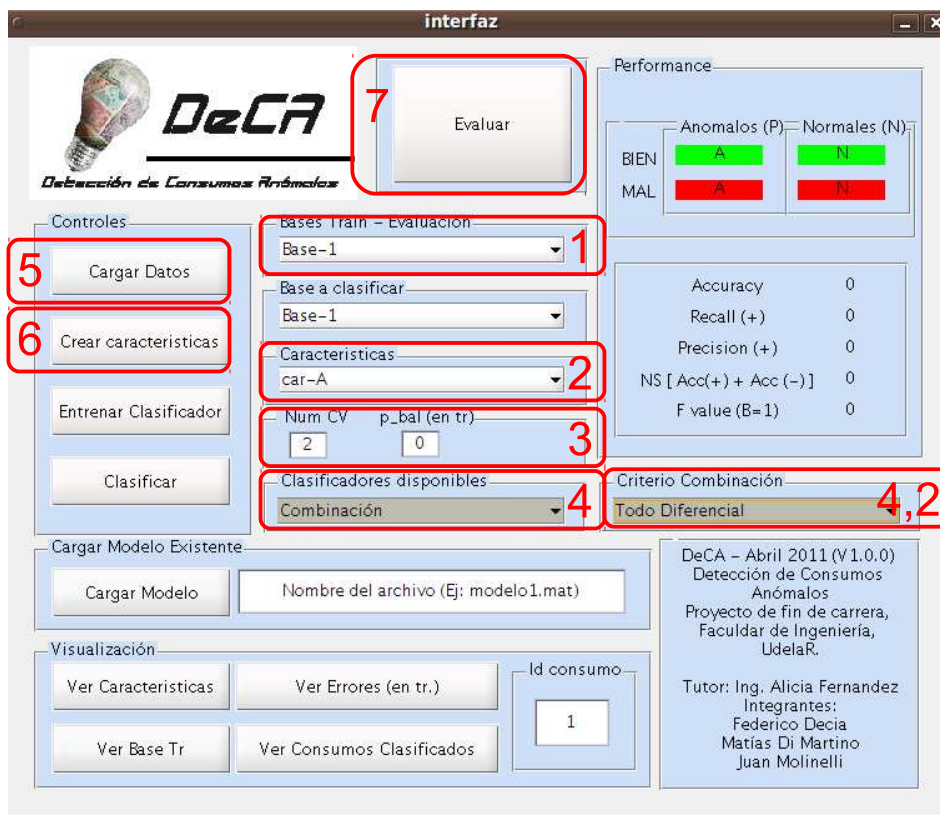 interfaz
DeCA
Detección de Consumos Anómalos
7
Evaluar
Performance
Anomalos (P)
Normales (N)
BIEN
A
N
MAL
A
N
Controles
5
Cargar Datos
6
Crear caracteristicas
Entrenar Clasificador
Clasificar
Bases Train - Evaluación
Base-1
1
Base a clasificar
Base-1
Caracteristicas
car-A
2
Num CV p_bal (en tr)
2 0
3
Clasificadores disponibles
Combinación
4
Accuracy 0
Recall (+) 0
Precision (+) 0
NS [ Acc(+) + Acc (-) ] 0
F value (B=1) 0
Criterio Combinación
Todo Diferencial
4,2
Cargar Modelo Existente
Cargar Modelo
Nombre del archivo (Ej: modelo1.mat)
Visualización
Ver Caracteristicas
Ver Errores (en tr.)
Ver Base Tr
Ver Consumos Clasificados
Id consumo
1
DeCA - Abril 2011 (V1.0.0)
Detección de Consumos
Anómalos
Proyecto de fin de carrera,
Faculdar de Ingeniería,
UdelaR.
Tutor: Ing. Alicia Fernandez
Integrantes:
Federico Decia
Matías Di Martino
Juan Molinelli